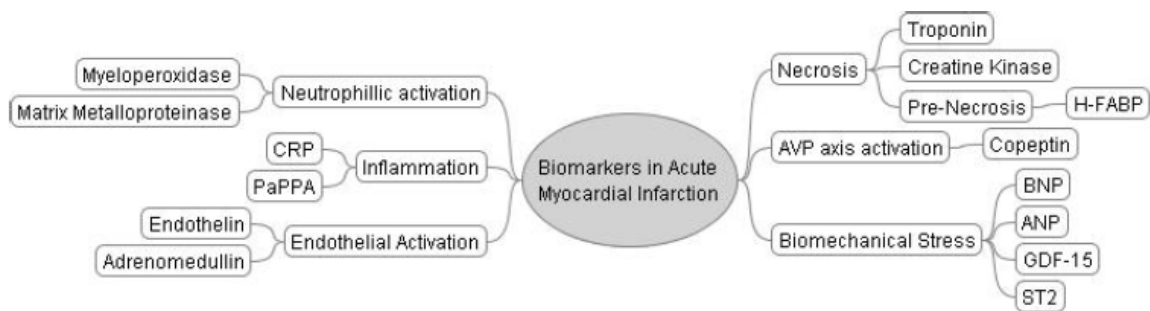 Myeloperoxidase
Matrix Metalloproteinase
Neutrophillic activation
CRP
PaPPA
Inflammation
Endothelin
Adrenomedullin
Endothelial Activation
Biomarkers in Acute
Myocardial Infarction
Necrosis
Troponin
Creatine Kinase
Pre-Necrosis
H-FABP
AVP axis activation
Copeptin
Biomechanical Stress
BNP
ANP
GDF-15
ST2